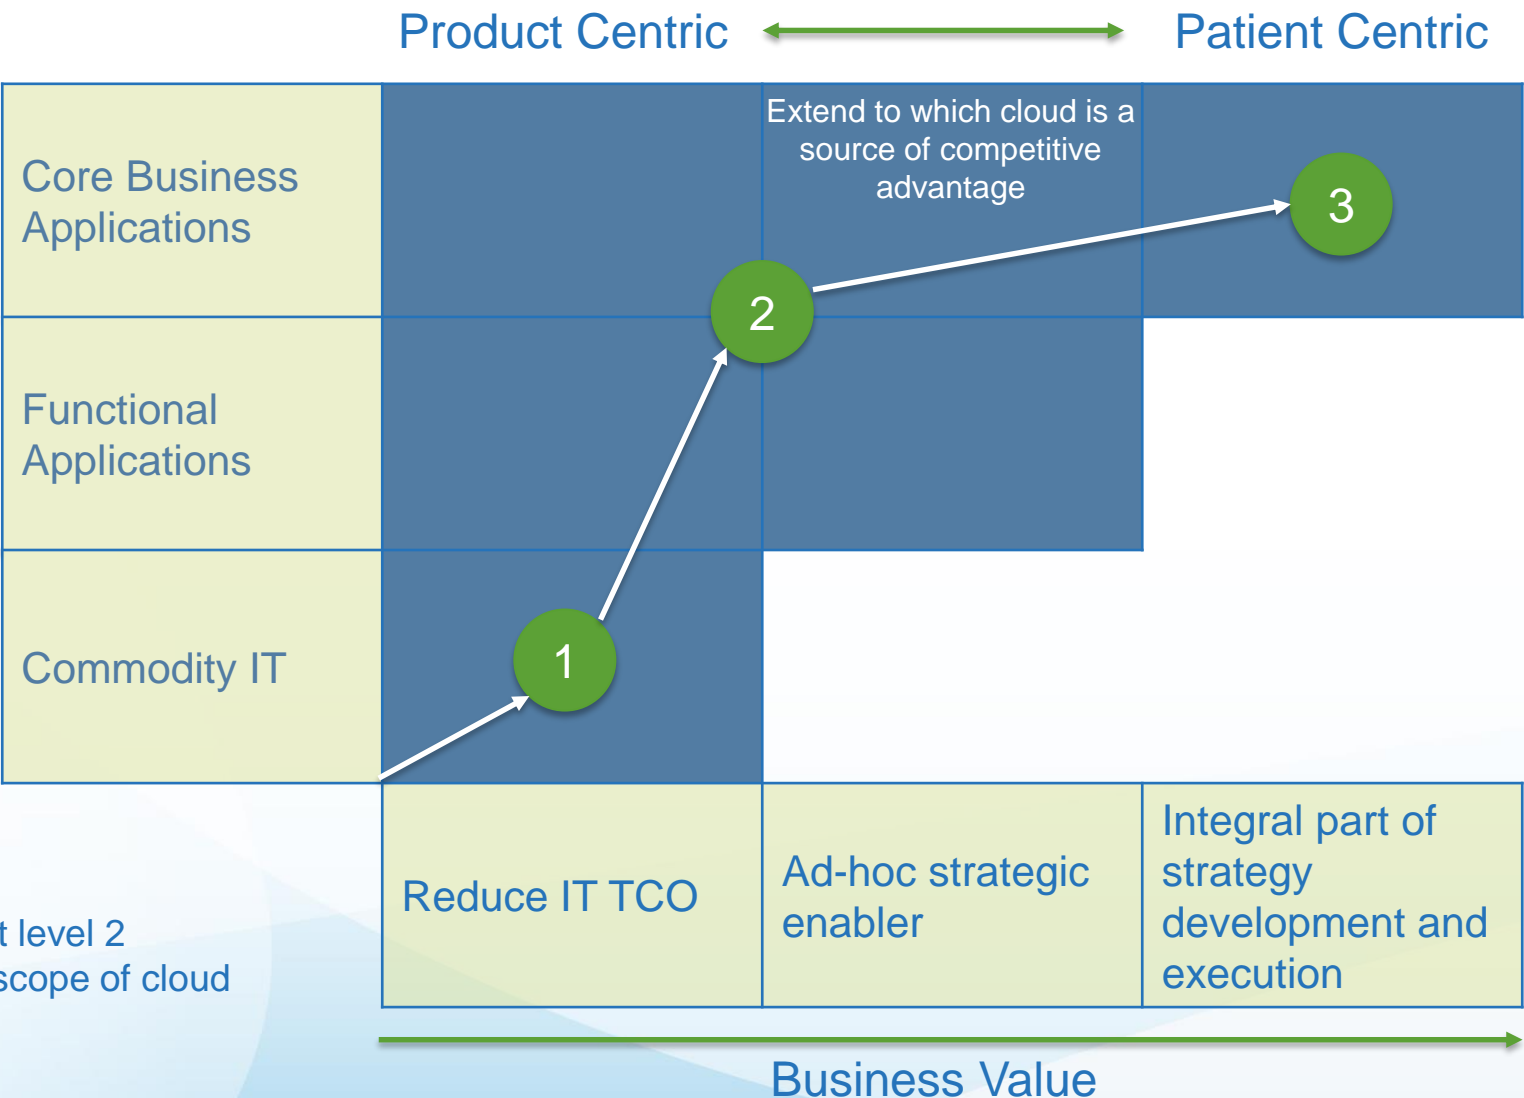 Product Centric
Patient Centric
Extend to which cloud is a
source of competitive
advantage
Core Business
Applications
3
2
Functional
Applications
Commodity IT
1
Reduce IT TCO
Ad-hoc strategic
enabler
Integral part of
strategy
development and
execution
t level 2
scope of cloud
Business Value